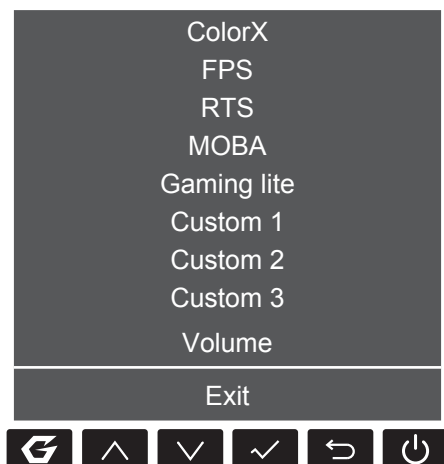 ColorX
FPS
RTS
MOBA
Gaming lite
Custom 1
Custom 2
Custom 3
Volume
Exit